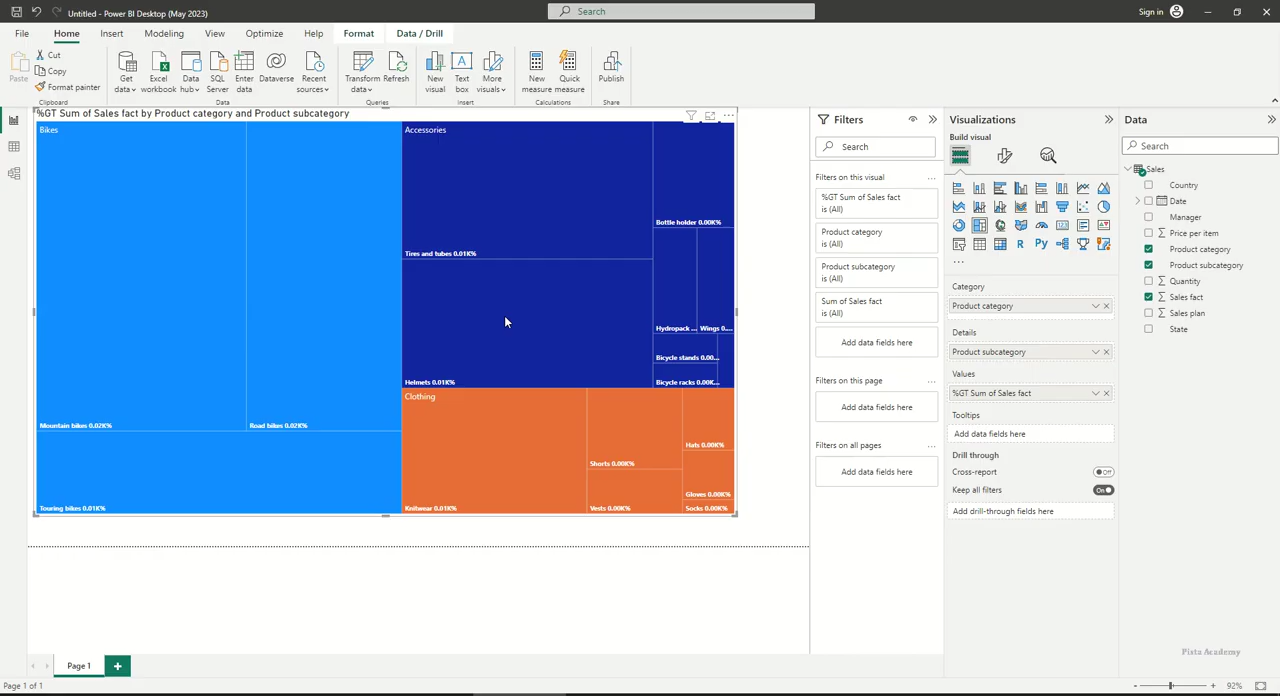 Untitled - Power BI Desktop (May 2023)
Search
Sign in
File
Home
Insert
Modeling
View
Optimize
Help
Format
Data / Drill
Paste
Cut
Copy
Format painter
Clipboard
Get data
Excel workbook
Data hub
SQL Server
Enter data
Dataverse
Recent sources
Data
Transform data
Refresh
Queries
New visual
Text box
More visuals
Insert
New measure
Quick measure
Calculations
Publish
Share
%GT Sum of Sales fact by Product category and Product subcategory
Bikes
Mountain bikes 0.02K%
Road bikes 0.02K%
Touring bikes 0.01K%
Accessories
Tires and tubes 0.01K%
Bottle holder 0.00K%
Hydropack ...
Wings 0....
Bicycle stands 0.00...
Helmets 0.01K%
Bicycle racks 0.00K...
Clothing
Knitwear 0.01K%
Shorts 0.00K%
Vests 0.00K%
Hats 0.00K%
Gloves 0.00K%
Socks 0.00K%
Filters
Search
Filters on this visual
...
%GT Sum of Sales fact
is (All)
Product category
is (All)
Product subcategory
is (All)
Sum of Sales fact
is (All)
Add data fields here
Filters on this page
...
Add data fields here
Filters on all pages
...
Add data fields here
Visualizations
Build visual
R
Py
123
...
Category
Product category
Details
Product subcategory
Values
%GT Sum of Sales fact
Tooltips
Add data fields here
Drill through
Cross-report
Off
Keep all filters
On
Add drill-through fields here
Data
Search
Sales
Country
Date
Manager
Price per item
Product category
Product subcategory
Quantity
Sales fact
Sales plan
State
Pista Academy
Page 1
Page 1 of 1
92%